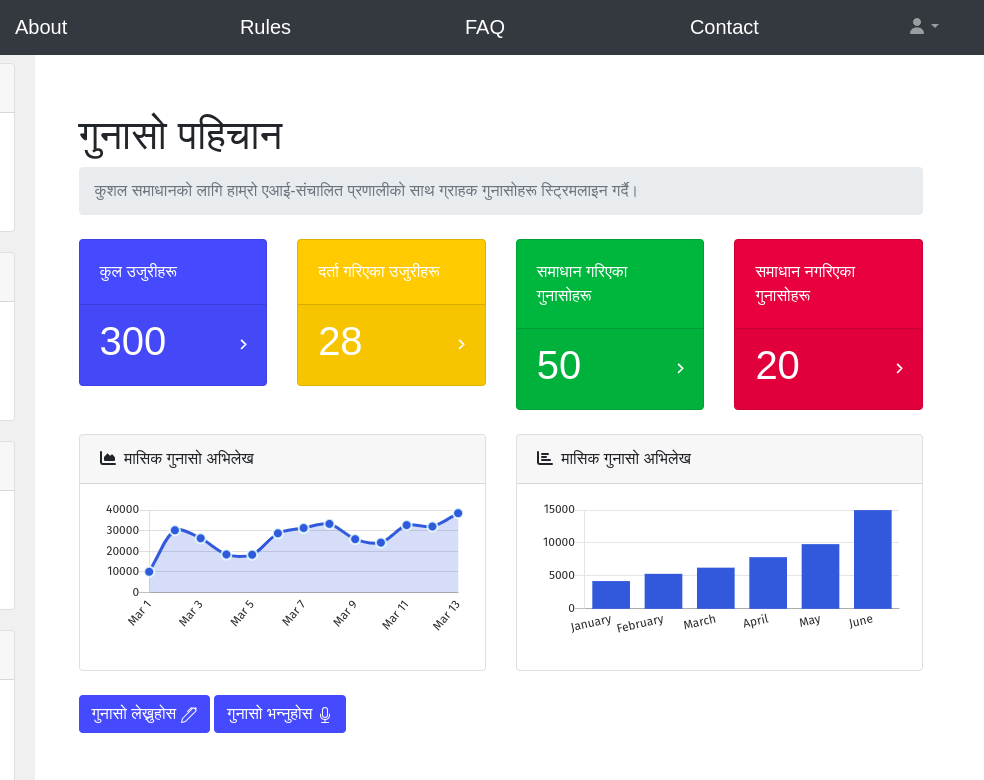 About Rules FAQ Contact
गुनासो पहिचान
कुशल समाधानको लागि हाम्रो एआई-संचालित प्रणालीको साथ ग्राहक गुनासोहरू स्ट्रिमलाइन गर्दै।
कुल उजुरीहरू
300
दर्ता गरिएका उजुरीहरू
28
समाधान गरिएका
गुनासोहरू
50
समाधान नगरिएका
गुनासोहरू
20
मासिक गुनासो अभिलेख
40000
30000
20000
10000
0
Mar 1 Mar 3 Mar 5 Mar 7 Mar 9 Mar 11 Mar 13
मासिक गुनासो अभिलेख
15000
10000
5000
0
January February March April May June
गुनासो लेख्नुहोस गुनासो भन्नुहोस